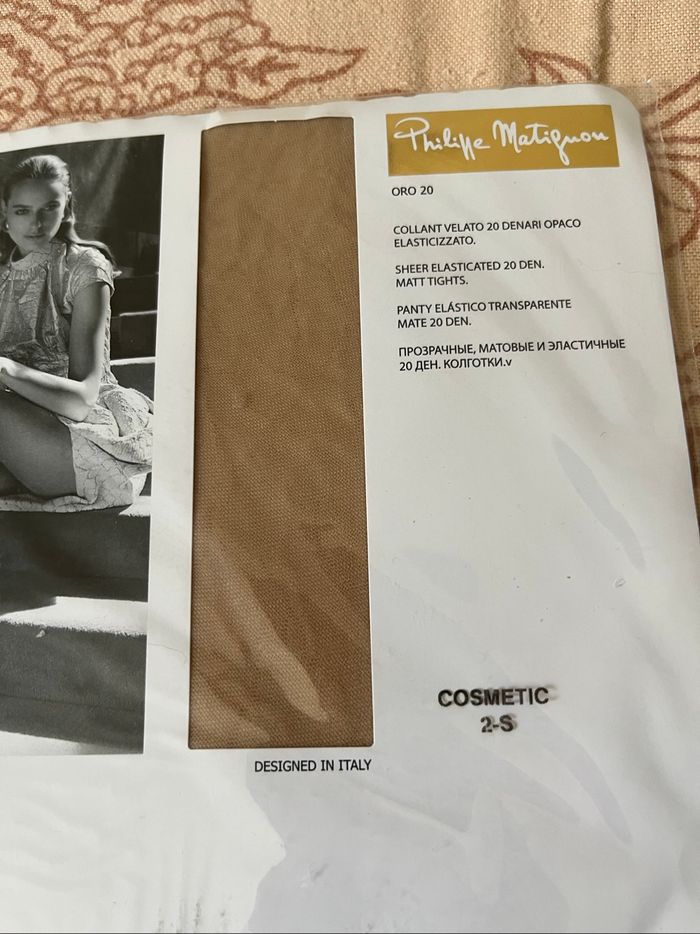 Philippe Matignon
ORO 20
COLLANT VELATO 20 DENARI OPACO
ELASTICIZZATO.
SHEER ELASTICATED 20 DEN.
MATT TIGHTS.
PANTY ELÁSTICO TRANSPARENTE
MATE 20 DEN.
ПРОЗРАЧНЫЕ, МАТОВЫЕ И ЭЛАСТИЧНЫЕ
20 ДЕН. КОЛГОТКИ.v
COSMETIC
2-S
DESIGNED IN ITALY